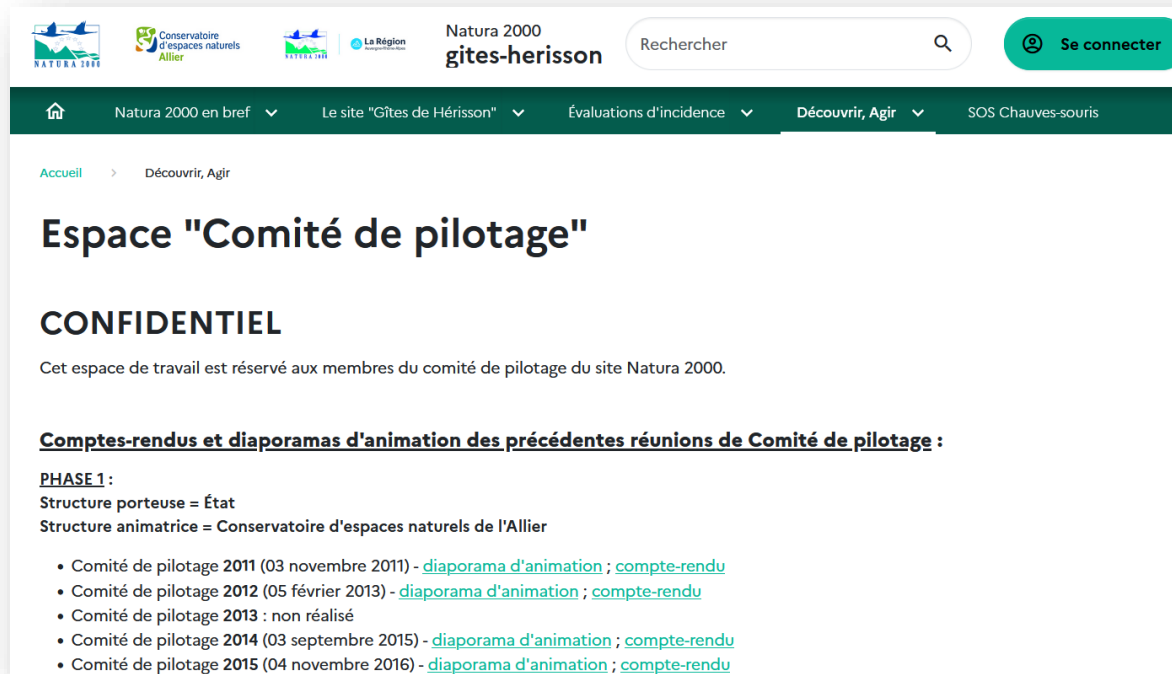 NATURA 2000
Conservatoire
d'espaces naturels
Allier
NATURA 2000
La Région
Auvergne-Rhône-Alpes
Natura 2000
gites-herisson
Rechercher
Se connecter
Natura 2000 en bref
Le site "Gîtes de Hérisson"
Évaluations d'incidence
Découvrir, Agir
SOS Chauves-souris
Accueil > Découvrir, Agir
Espace "Comité de pilotage"
CONFIDENTIEL
Cet espace de travail est réservé aux membres du comité de pilotage du site Natura 2000.
Comptes-rendus et diaporamas d'animation des précédentes réunions de Comité de pilotage :
PHASE 1 :
Structure porteuse = État
Structure animatrice = Conservatoire d'espaces naturels de l'Allier
• Comité de pilotage 2011 (03 novembre 2011) - diaporama d'animation ; compte-rendu
• Comité de pilotage 2012 (05 février 2013) - diaporama d'animation ; compte-rendu
• Comité de pilotage 2013 : non réalisé
• Comité de pilotage 2014 (03 septembre 2015) - diaporama d'animation ; compte-rendu
• Comité de pilotage 2015 (04 novembre 2016) - diaporama d'animation ; compte-rendu